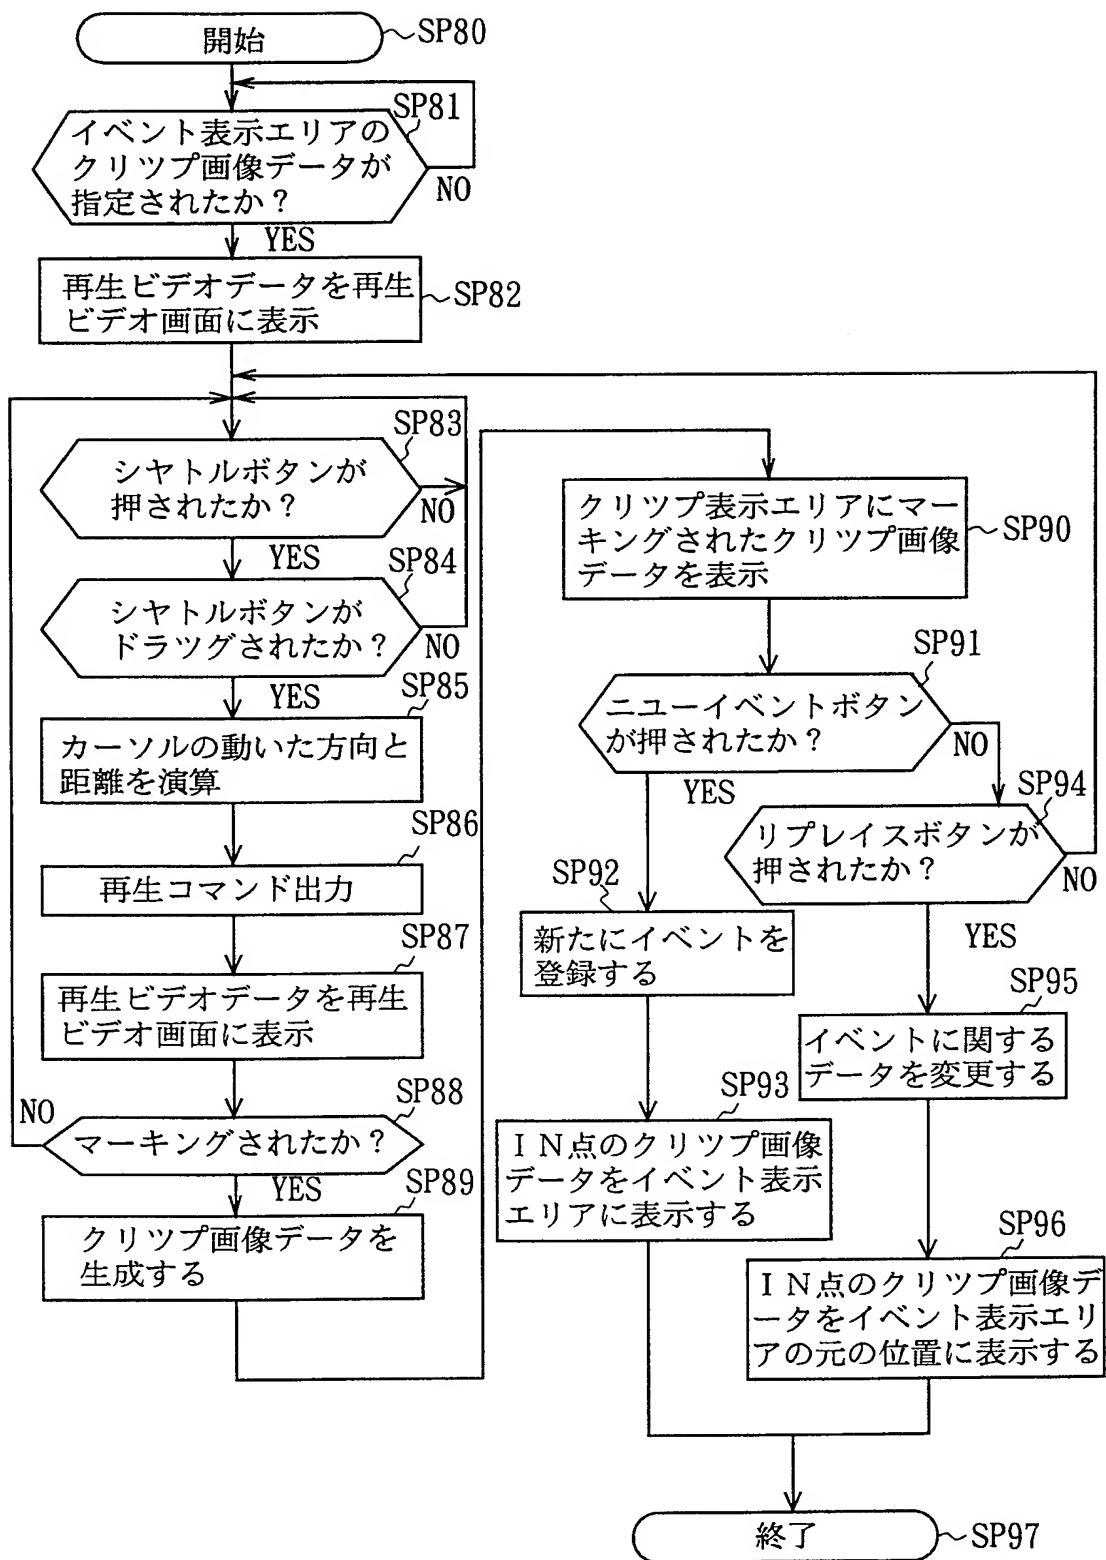 開始
SP80
SP81
イベント表示エリアの
クリツプ画像データが
指定されたか?
NO
YES
再生ビデオデータを再生
ビデオ画面に表示
SP82
SP83
シヤトルボタンが
押されたか?
NO
YES
SP84
シヤトルボタンが
ドラツグされたか?
NO
YES
SP85
カーソルの動いた方向と
距離を演算
SP86
再生コマンド出力
SP87
再生ビデオデータを再生
ビデオ画面に表示
SP88
NO
マーキングされたか?
YES
SP89
クリツプ画像データを
生成する
クリツプ表示エリアにマー
キングされたクリツプ画像
データを表示
SP90
SP91
ニユーイベントボタン
が押されたか?
NO
YES
SP94
リプレイスボタンが
押されたか?
NO
YES
SP92
新たにイベントを
登録する
SP93
IN点のクリツプ画像
データをイベント表示
エリアに表示する
SP95
イベントに関する
データを変更する
SP96
IN点のクリツプ画像デ
ータをイベント表示エリ
アの元の位置に表示する
終了
SP97